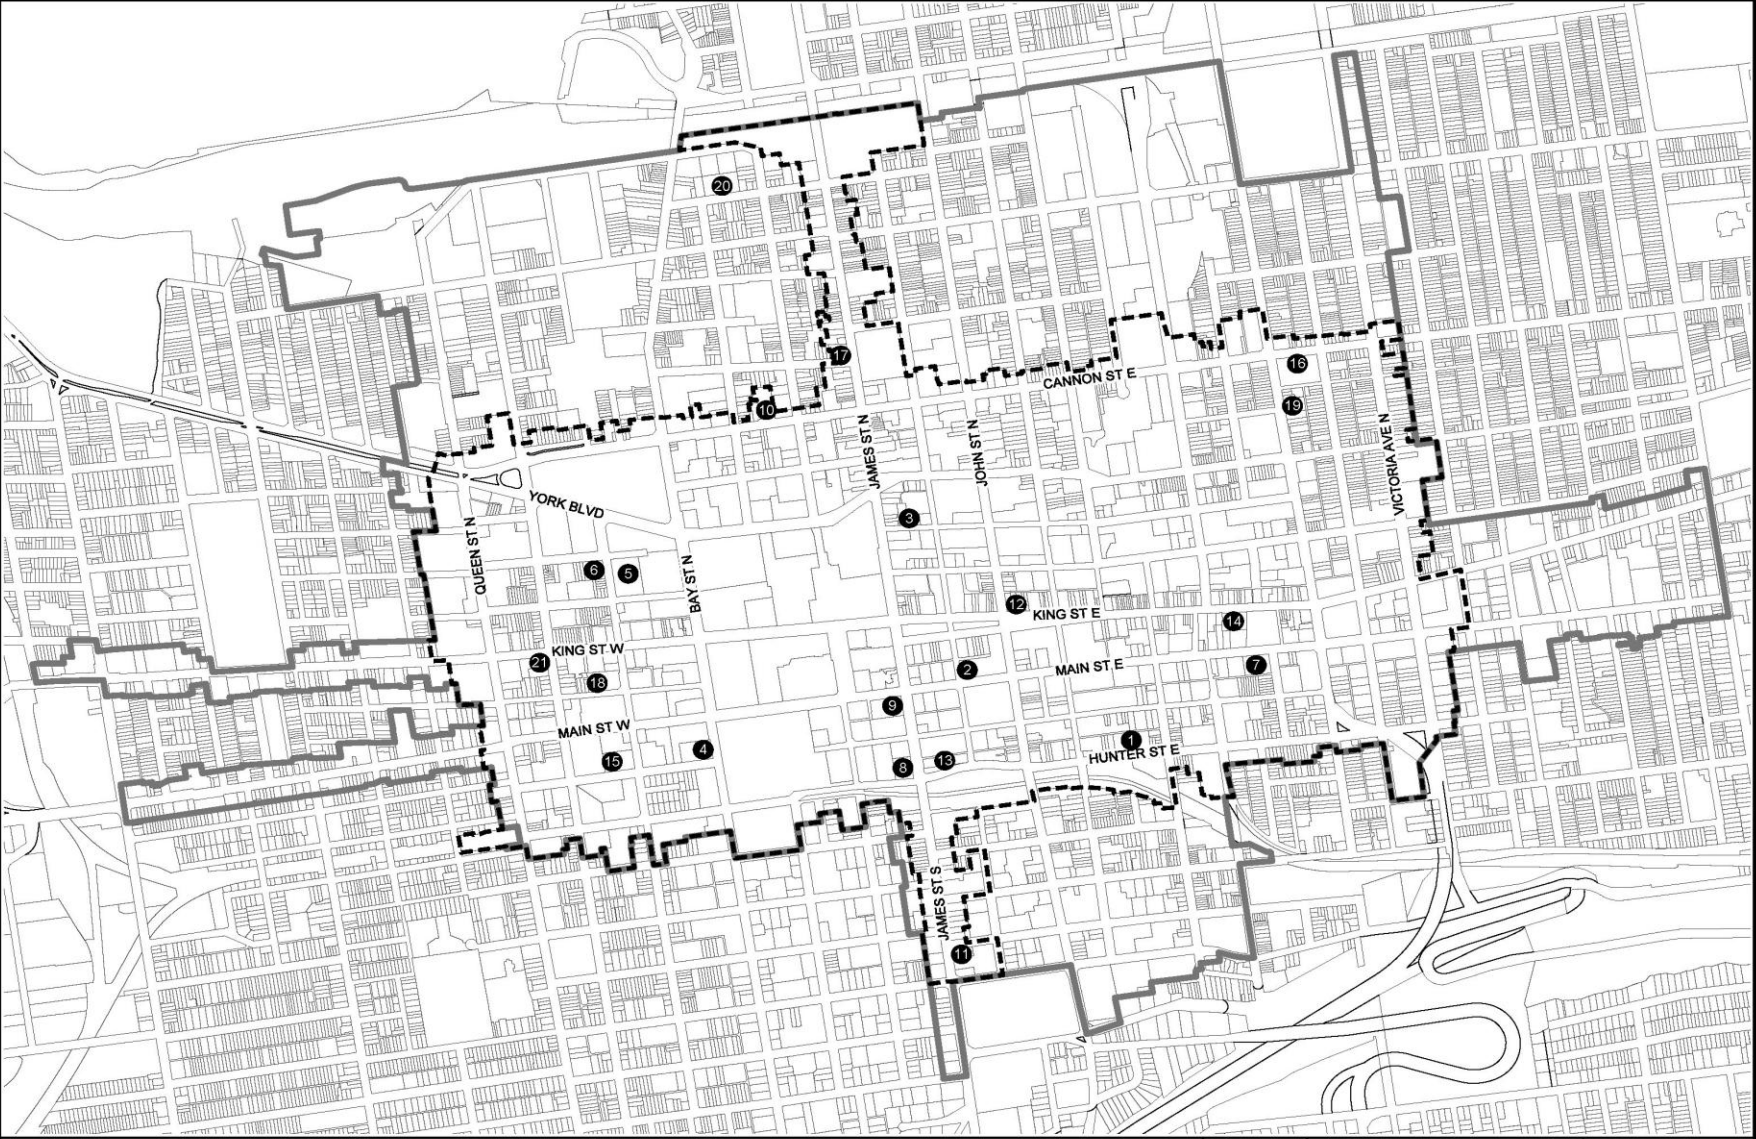 20
17
16
CANNON ST E
10
19
JAMES ST N
JOHN ST N
VICTORIA AVE N
YORK BLVD
3
QUEEN ST N
6
5
BAY ST N
12
KING ST E
14
KING ST W
21
18
2
MAIN ST E
7
9
MAIN ST W
4
15
1
HUNTER ST E
8
13
JAMES ST S
11